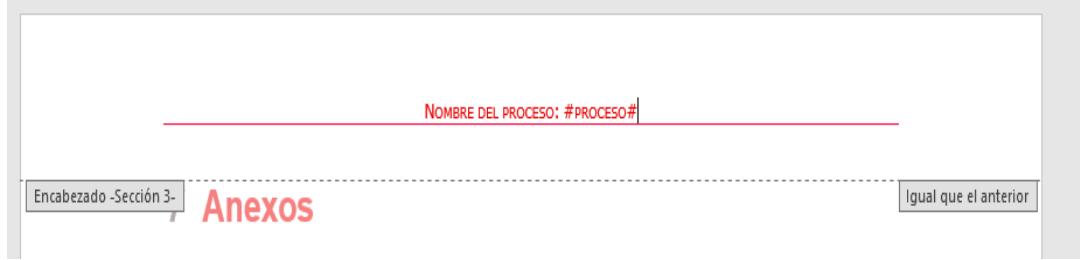 Nombre del proceso: #proceso#
Encabezado -Sección 3-
Anexos
Igual que el anterior